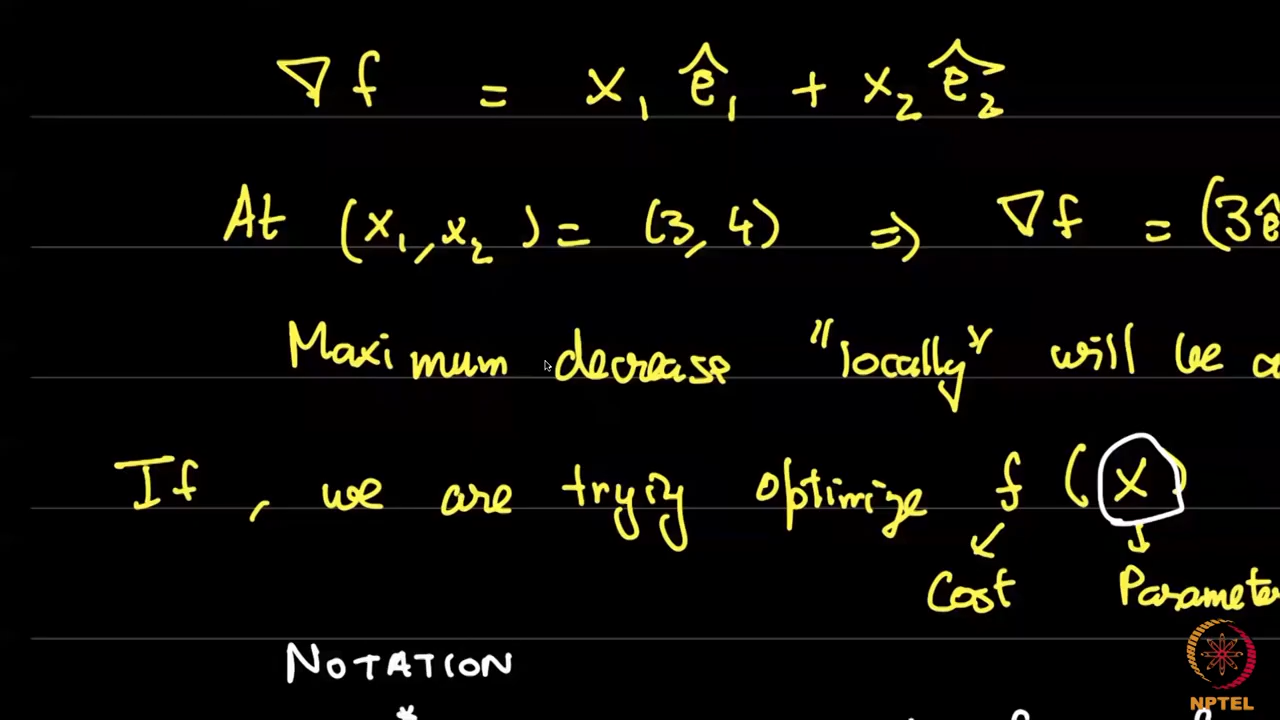 ∇f = x₁ ê₁ + x₂ ê₂
At (x₁, x₂) = (3, 4) ⇒ ∇f = (3ê
Maximum decrease "locally" will be
If, we are tryig optimize f (x)
Cost Parameter
NOTATION
*
NPTEL